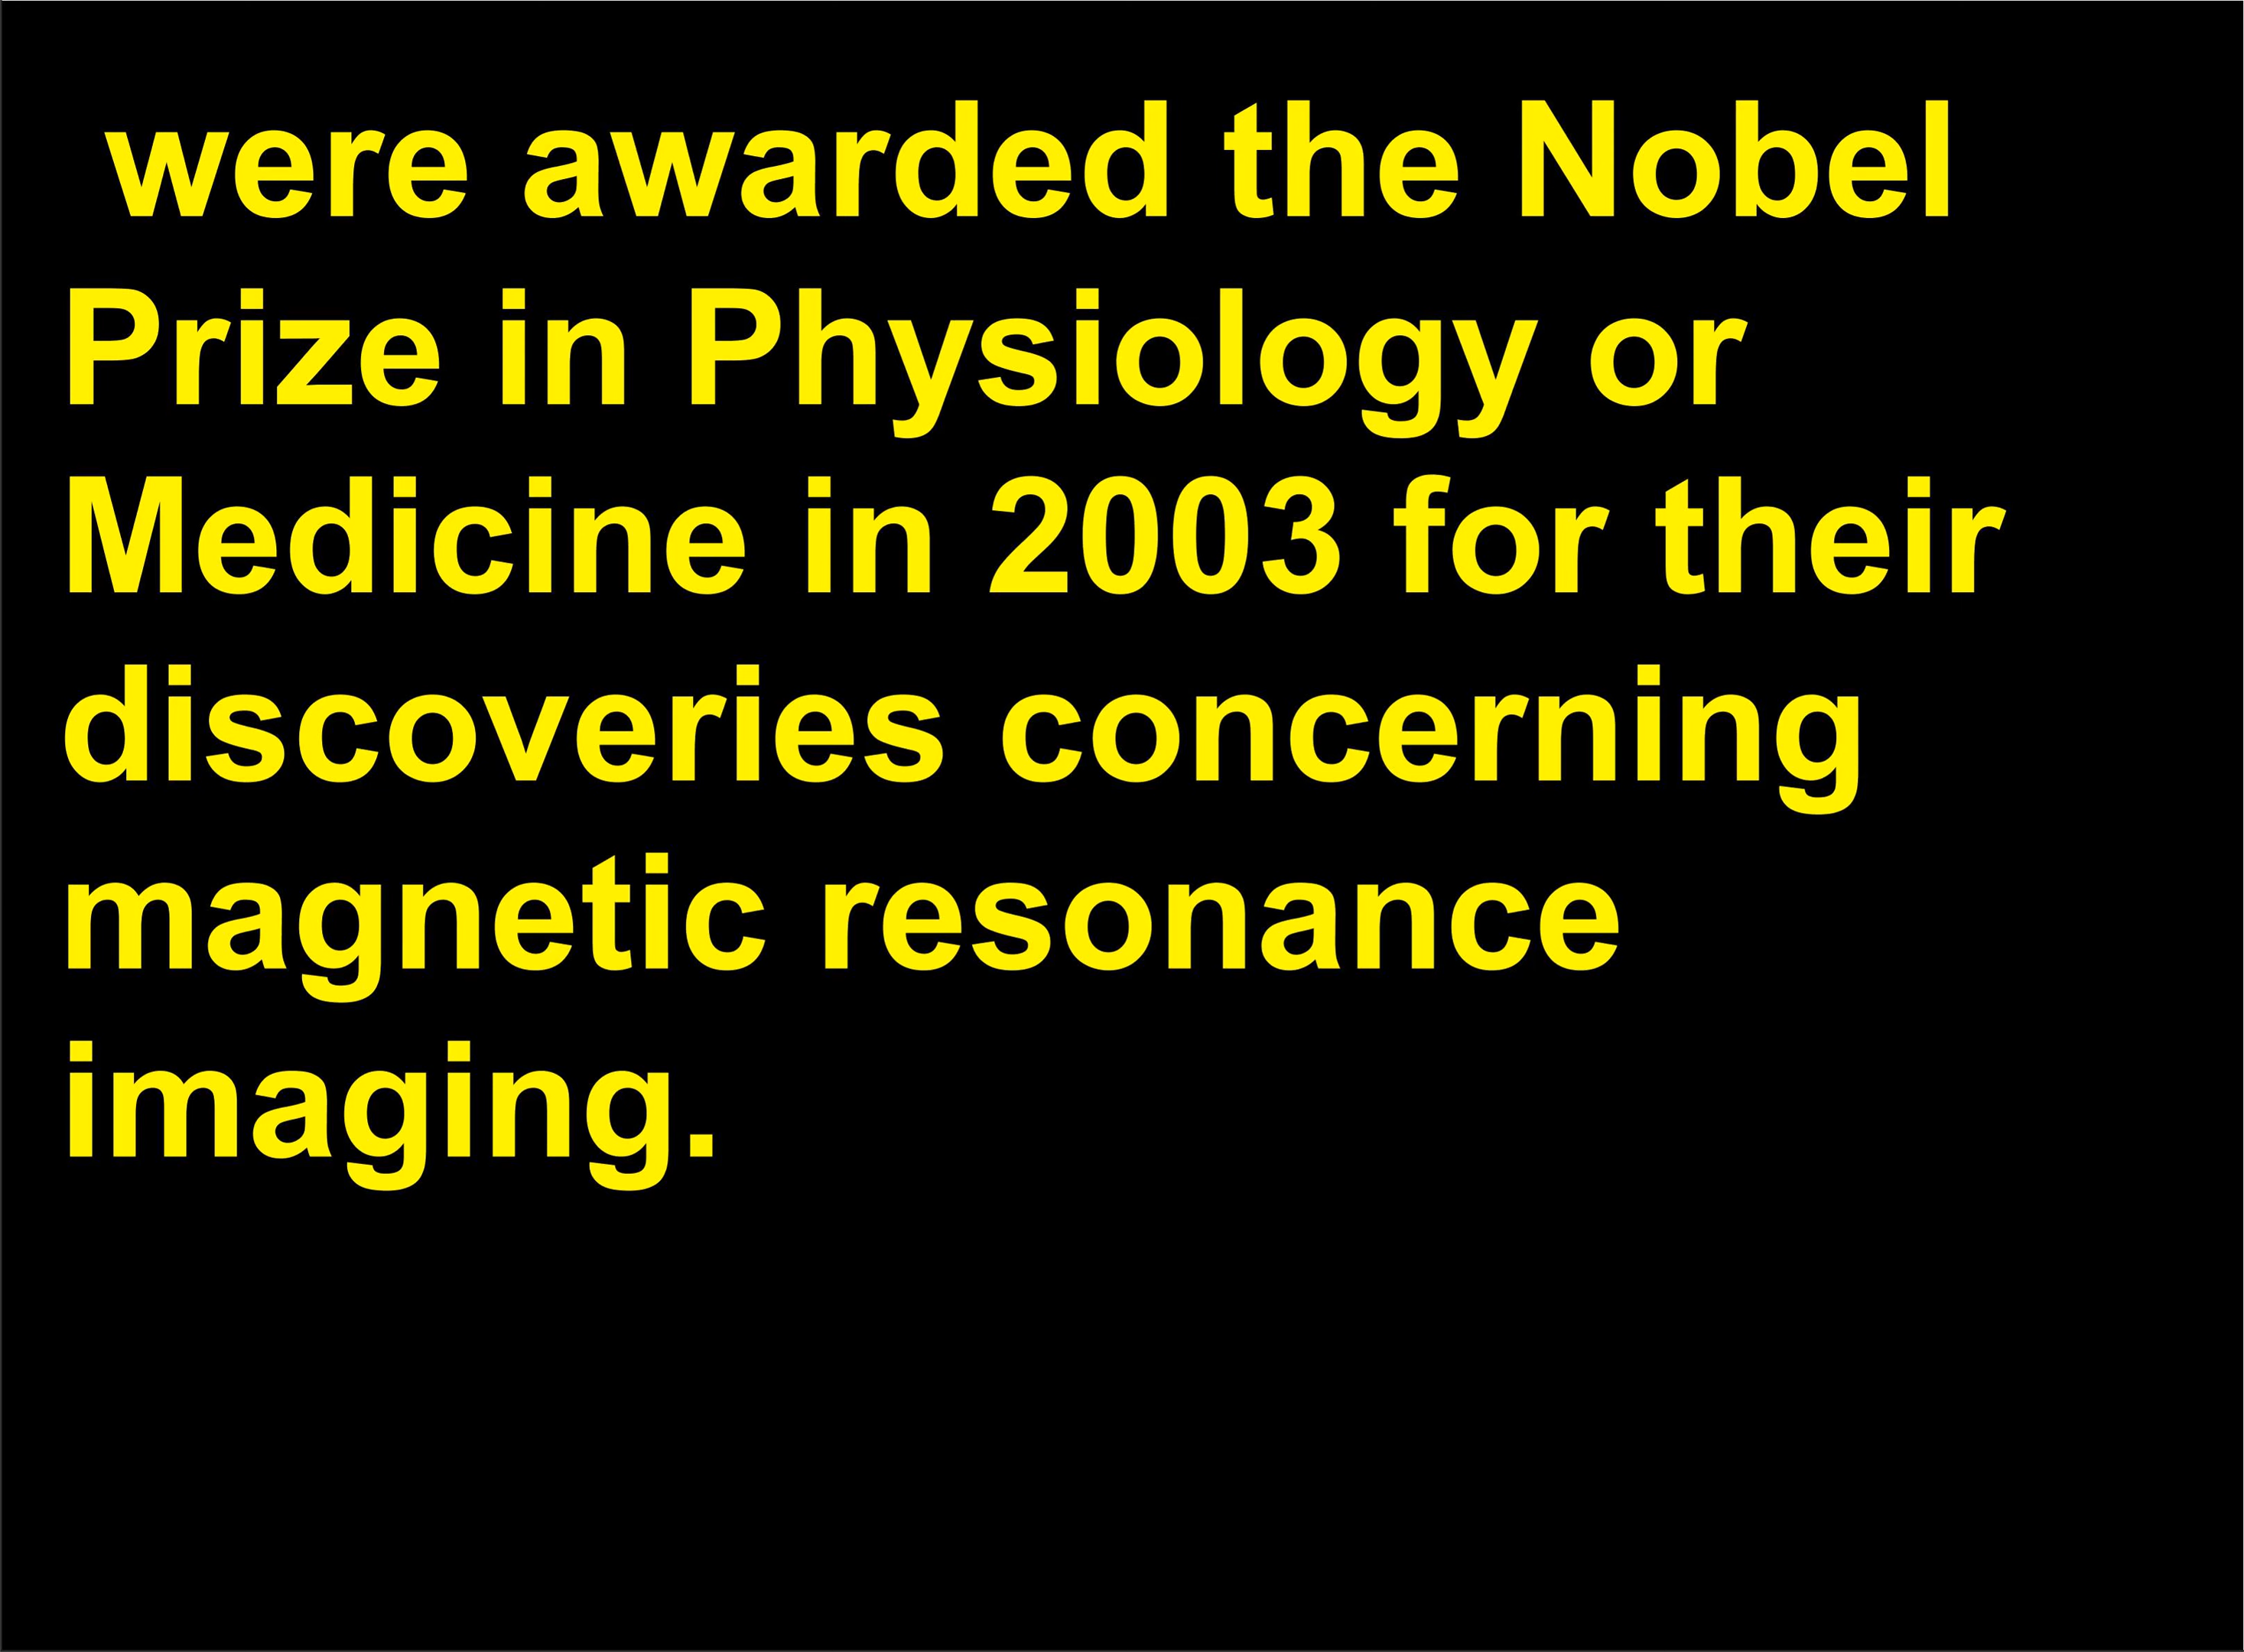 were awarded the Nobel
Prize in Physiology or
Medicine in 2003 for their
discoveries concerning
magnetic resonance
imaging.